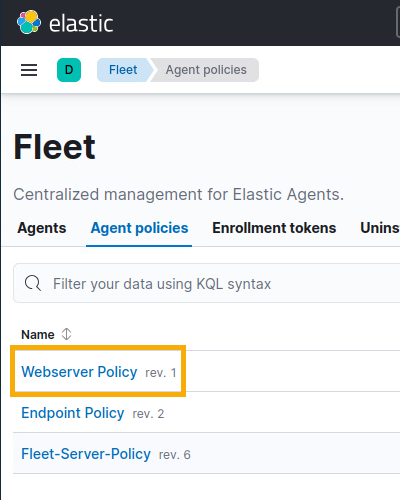 elastic
D Fleet Agent policies
Fleet
Centralized management for Elastic Agents.
Agents Agent policies Enrollment tokens Unins
Filter your data using KQL syntax
Name
Webserver Policy rev. 1
Endpoint Policy rev. 2
Fleet-Server-Policy rev. 6